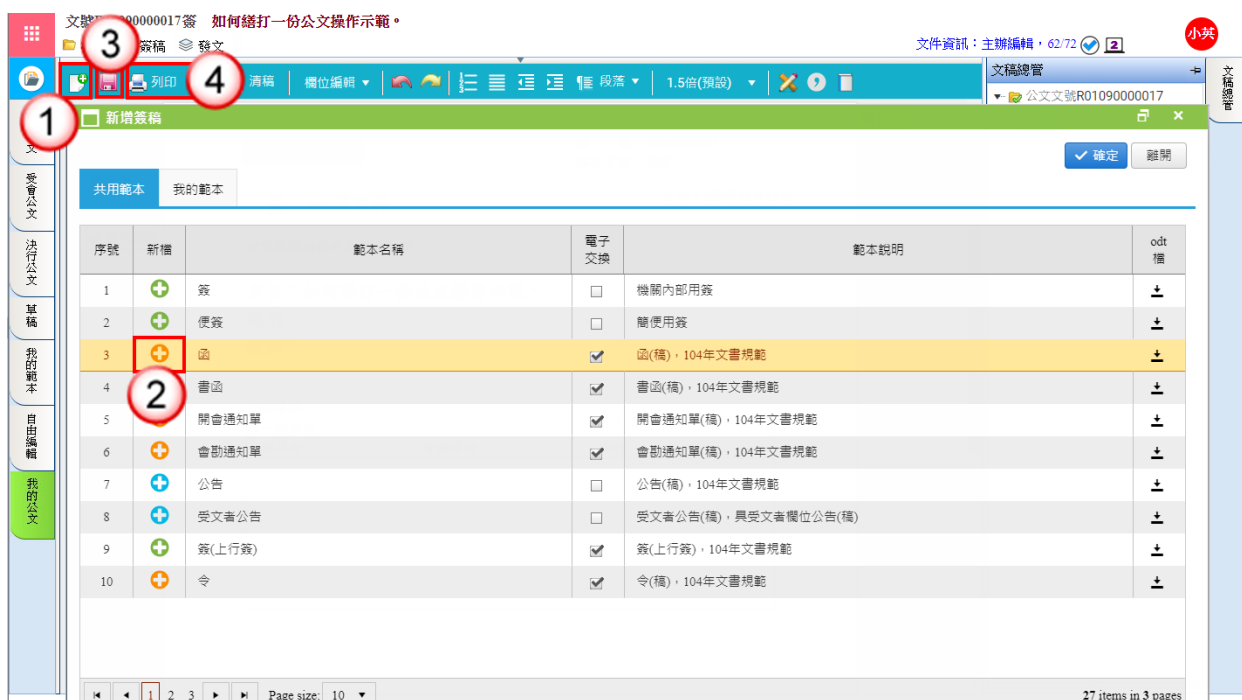 簽 如何繕打一份公文操作示範。
簽稿 發文
文件資訊：主辦編輯，62/72 2
小英
3
列印 4 清稿 欄位編輯 段落 1.5倍(預設)
文稿總管
公文文號R01090000017
文稿總管
1
新增簽稿
文
受會公文
決行公文
草稿
我的範本
自由編輯
我的公文
確定 離開
共用範本 我的範本
序號 新檔 範本名稱 電子交換 範本說明 odt檔
1 簽 機關內部用簽
2 便簽 簡便用簽
3 函 函(稿)，104年文書規範
4 書函 書函(稿)，104年文書規範
2
5 開會通知單 開會通知單(稿)，104年文書規範
6 會勘通知單 會勘通知單(稿)，104年文書規範
7 公告 公告(稿)，104年文書規範
8 受文者公告 受文者公告(稿)，具受文者欄位公告(稿)
9 簽(上行簽) 簽(上行簽)，104年文書規範
10 令 令(稿)，104年文書規範
1 2 3 Page size: 10 27 items in 3 pages